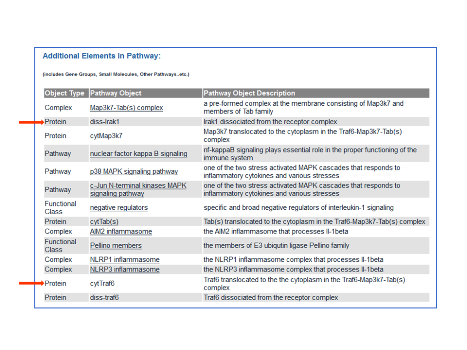 Additional Elements in Pathway:
(Includes Gene Groups, Small Molecules, Other Pathways..etc.)
Object Type Pathway Object Pathway Object Description
Complex Map3k7-Tab(s) complex a pre-formed complex at the membrane consisting of Map3k7 and
members of Tab family
Protein diss-Irak1 Irak1 dissociated from the receptor complex
Protein cytMap3k7 Map3k7 translocated to the cytoplasm in the Traf6-Map3k7-Tab(s)
complex
Pathway nuclear factor kappa B signaling nf-kappaB signaling plays essential role in the proper functioning of the
immune system
Pathway p38 MAPK signaling pathway one of the two stress activated MAPK cascades that responds to
inflammatory cytokines and various stresses
Pathway c-Jun N-terminal kinases MAPK
signaling pathway one of the two stress activated MAPK cascades that responds to
inflammatory cytokines and various stresses
Functional
Class negative regulators specific and broad negative regulators of interleukin-1 signaling
Protein cytTab(s) Tab(s) translocated to the cytoplasm in the Traf6-Map3k7-Tab(s) complex
Complex AIM2 inflammasome the AIM2 inflammasome that processes Il-1beta
Functional
Class Pellino members the members of E3 ubiqutin ligase Pellino family
Complex NLRP1 inflammasome the NLRP1 inflammasome complex that processes Il-1beta
Complex NLRP3 inflammasome the NLRP3 inflammasome complex that processes Il-1beta
Protein cytTraf6 Traf6 translocated to the the cytoplasm in the Traf6-Map3k7-Tab(s)
complex
Protein diss-traf6 Traf6 dissociated from the receptor complex